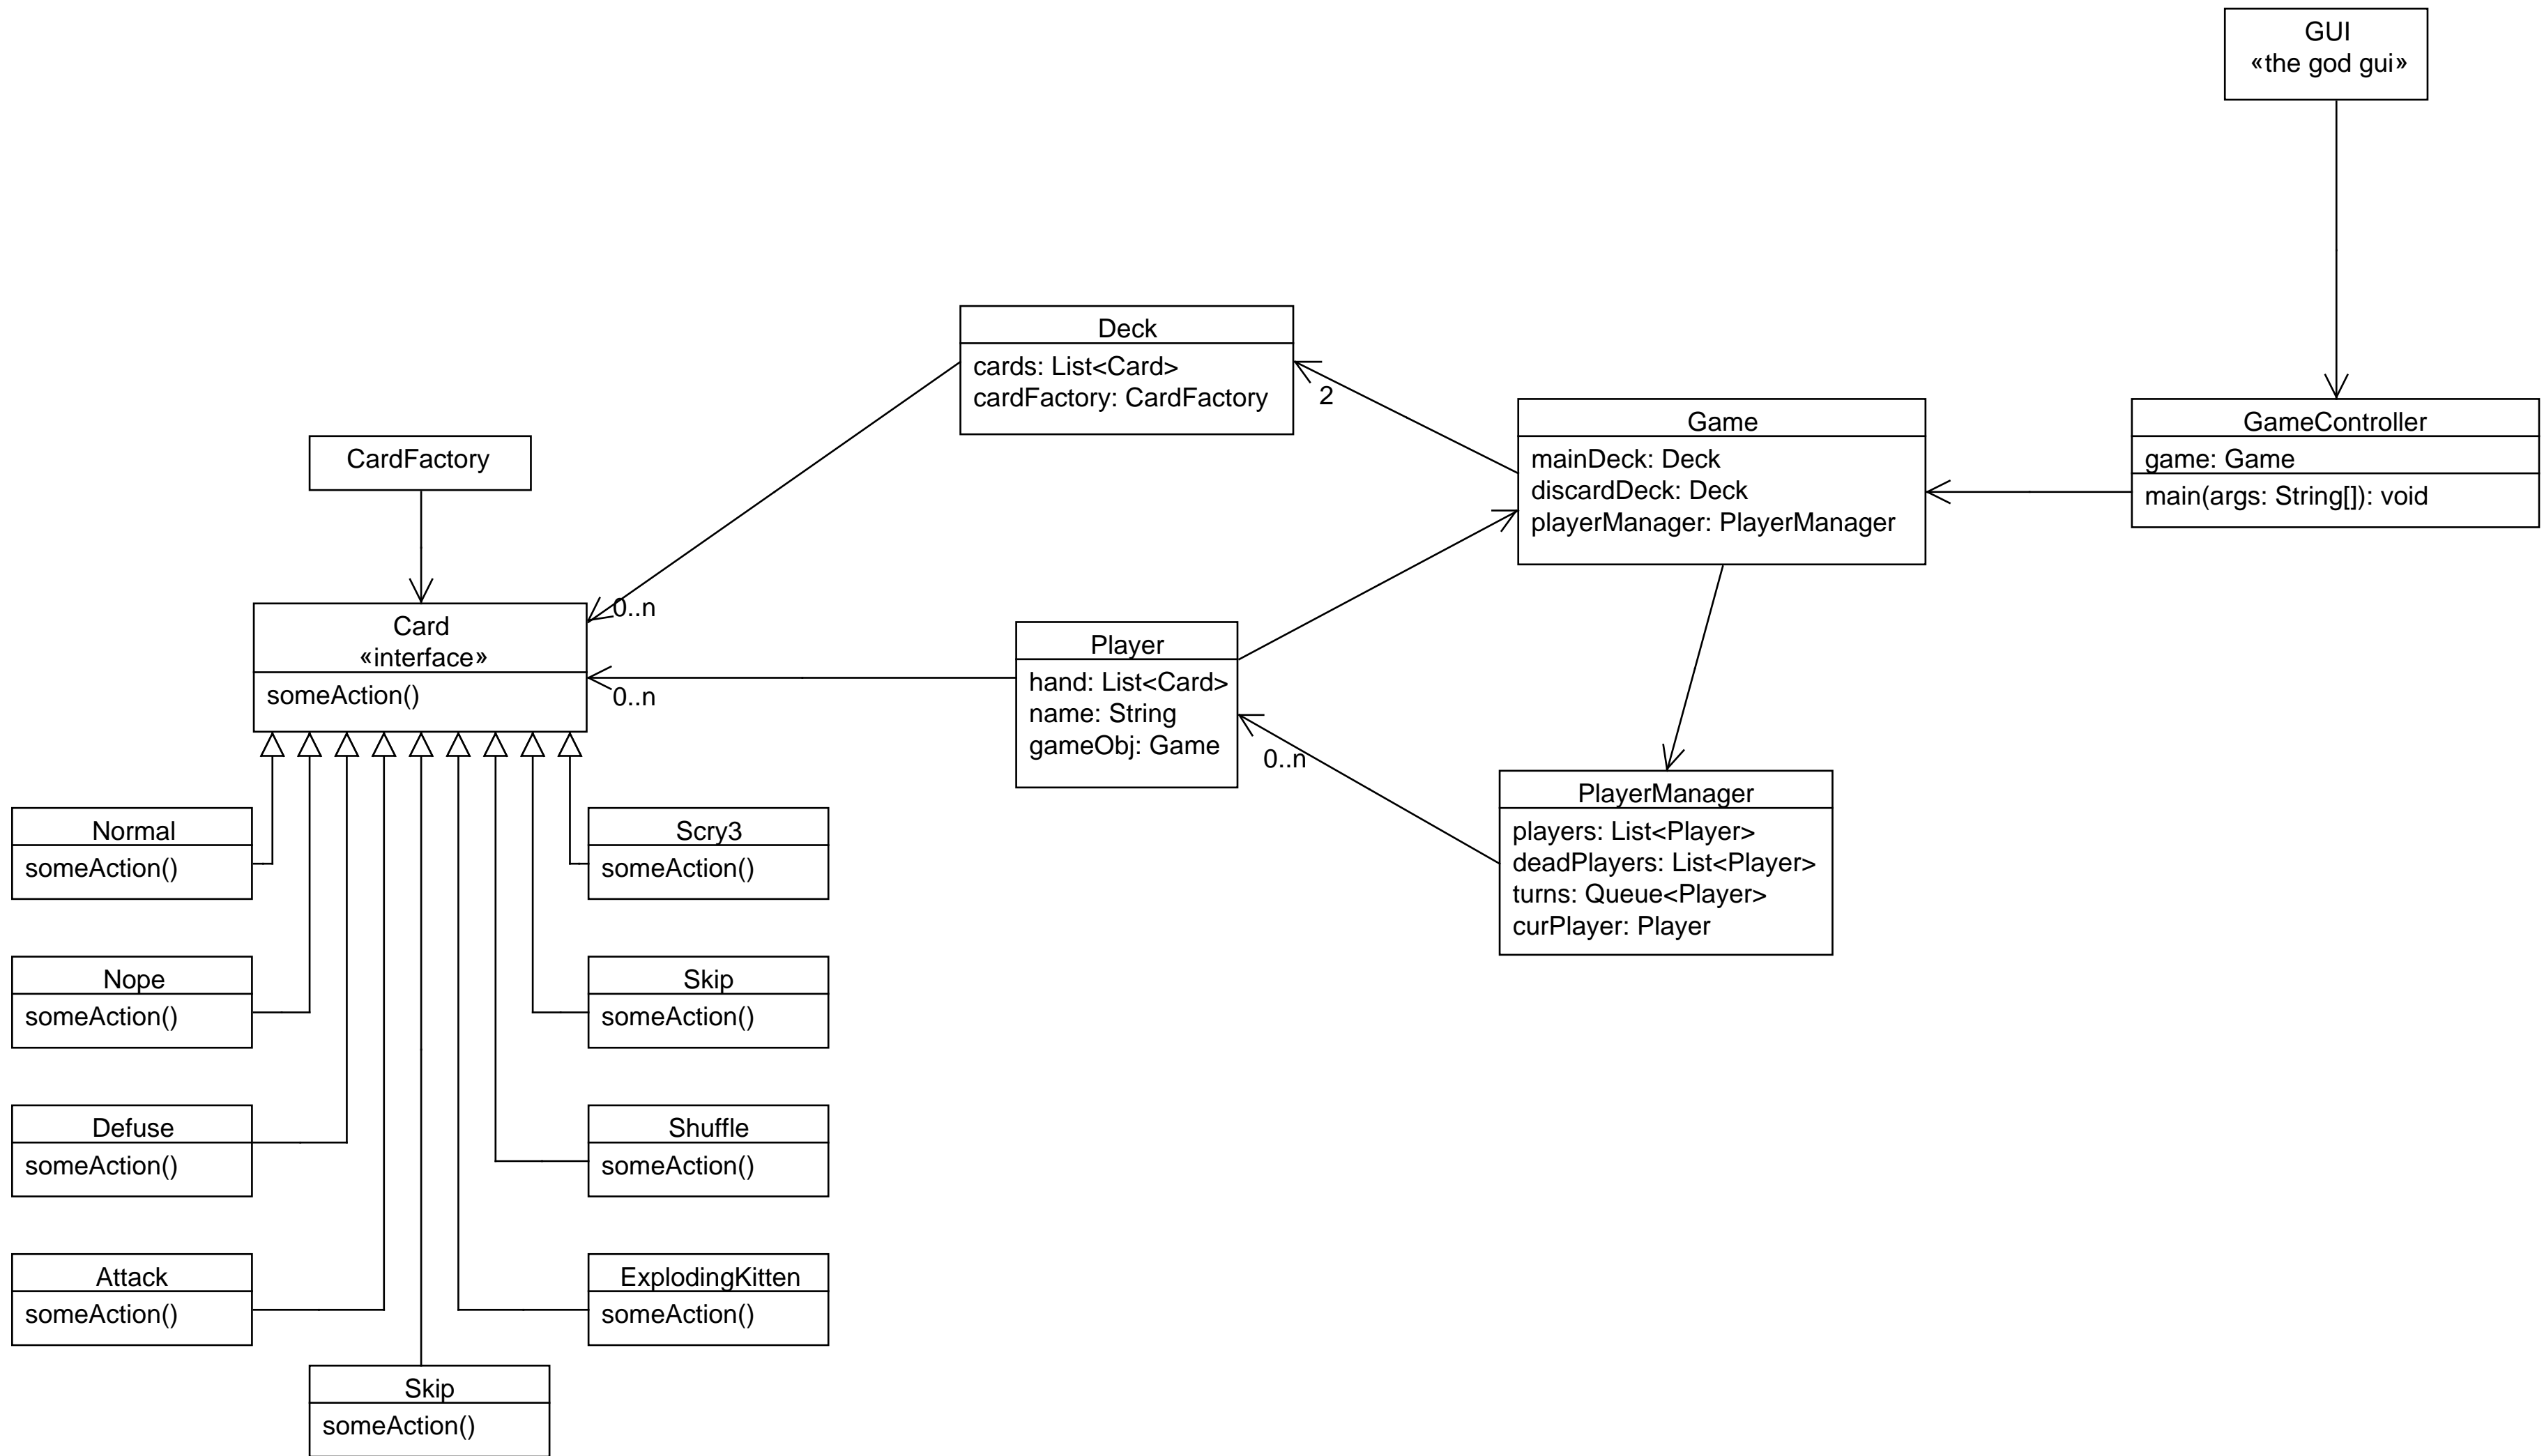 GUI
«the god gui»
Deck
cards: List<Card>
cardFactory: CardFactory
2
Game
mainDeck: Deck
discardDeck: Deck
playerManager: PlayerManager
GameController
game: Game
main(args: String[]): void
CardFactory
Card
«interface»
someAction()
0..n
0..n
Player
hand: List<Card>
name: String
gameObj: Game
0..n
PlayerManager
players: List<Player>
deadPlayers: List<Player>
turns: Queue<Player>
curPlayer: Player
Normal
someAction()
Scry3
someAction()
Nope
someAction()
Skip
someAction()
Defuse
someAction()
Shuffle
someAction()
Attack
someAction()
ExplodingKitten
someAction()
Skip
someAction()